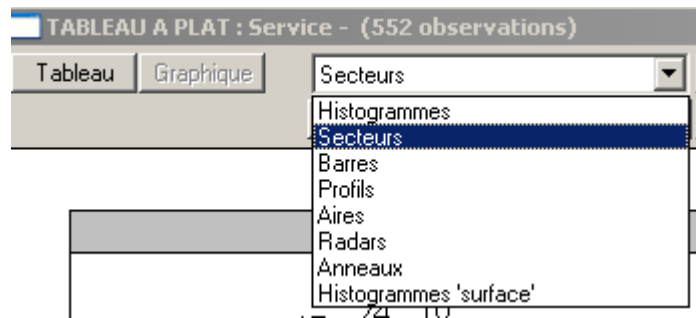 TABLEAU A PLAT : Service - (552 observations)
Tableau Graphique Secteurs
Histogrammes
Secteurs
Barres
Profils
Aires
Radars
Anneaux
Histogrammes 'surface'